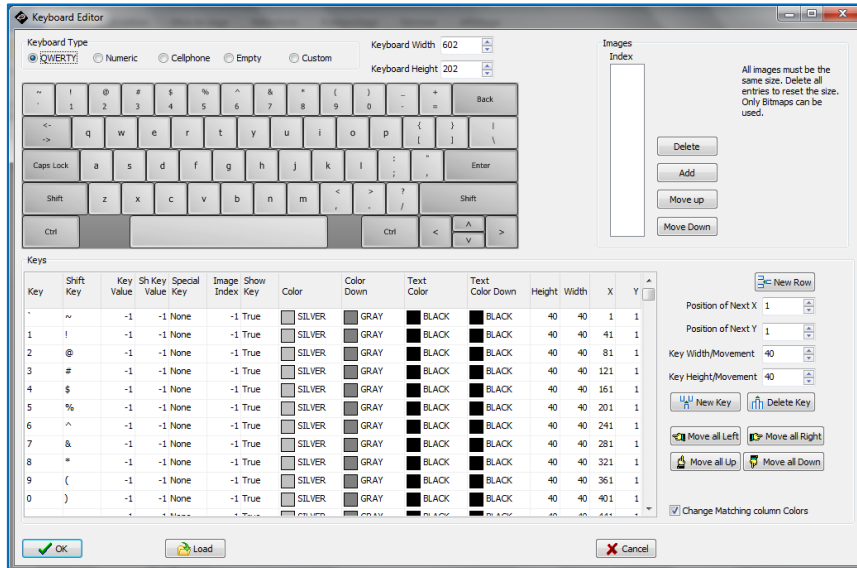 Keyboard Editor
Keyboard Type
QWERTY Numeric Cellphone Empty Custom
Keyboard Width 602
Keyboard Height 202
Images
Index
All images must be the
same size. Delete all
entries to reset the size.
Only Bitmaps can be
used.
Delete
Add
Move up
Move Down
~ ! @ # $ % ^ & * ( ) _ + Back
` 1 2 3 4 5 6 7 8 9 0 - =
<- q w e r t y u i o p { } |
-> [ ] \
Caps Lock a s d f g h j k l : " Enter
; ,
Shift z x c v b n m < > ? Shift
, . /
Ctrl Ctrl < ^ >
v
Keys
Key Shift Key Key Value Sh Key Value Special Key Image Index Show Key Color Color Down Text Color Text Color Down Height Width X Y
` ~ -1 -1 None -1 True SILVER GRAY BLACK BLACK 40 40 1 1
1 ! -1 -1 None -1 True SILVER GRAY BLACK BLACK 40 40 41 1
2 @ -1 -1 None -1 True SILVER GRAY BLACK BLACK 40 40 81 1
3 # -1 -1 None -1 True SILVER GRAY BLACK BLACK 40 40 121 1
4 $ -1 -1 None -1 True SILVER GRAY BLACK BLACK 40 40 161 1
5 % -1 -1 None -1 True SILVER GRAY BLACK BLACK 40 40 201 1
6 ^ -1 -1 None -1 True SILVER GRAY BLACK BLACK 40 40 241 1
7 & -1 -1 None -1 True SILVER GRAY BLACK BLACK 40 40 281 1
8 * -1 -1 None -1 True SILVER GRAY BLACK BLACK 40 40 321 1
9 ( -1 -1 None -1 True SILVER GRAY BLACK BLACK 40 40 361 1
0 ) -1 -1 None -1 True SILVER GRAY BLACK BLACK 40 40 401 1
New Row
Position of Next X 1
Position of Next Y 1
Key Width/Movement 40
Key Height/Movement 40
New Key Delete Key
Move all Left Move all Right
Move all Up Move all Down
Change Matching column Colors
OK Load Cancel